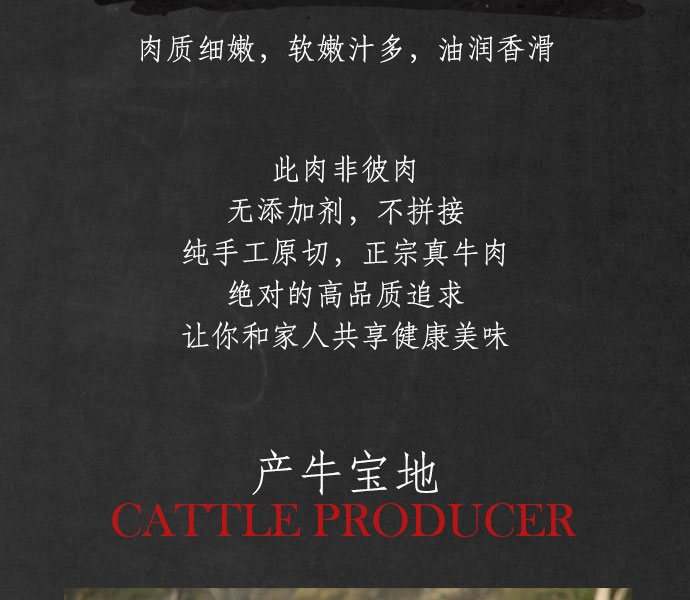 肉质细嫩，软嫩汁多，油润香滑
此肉非彼肉
无添加剂，不拼接
纯手工原切，正宗真牛肉
绝对的高品质追求
让你和家人共享健康美味
产牛宝地
CATTLE PRODUCER